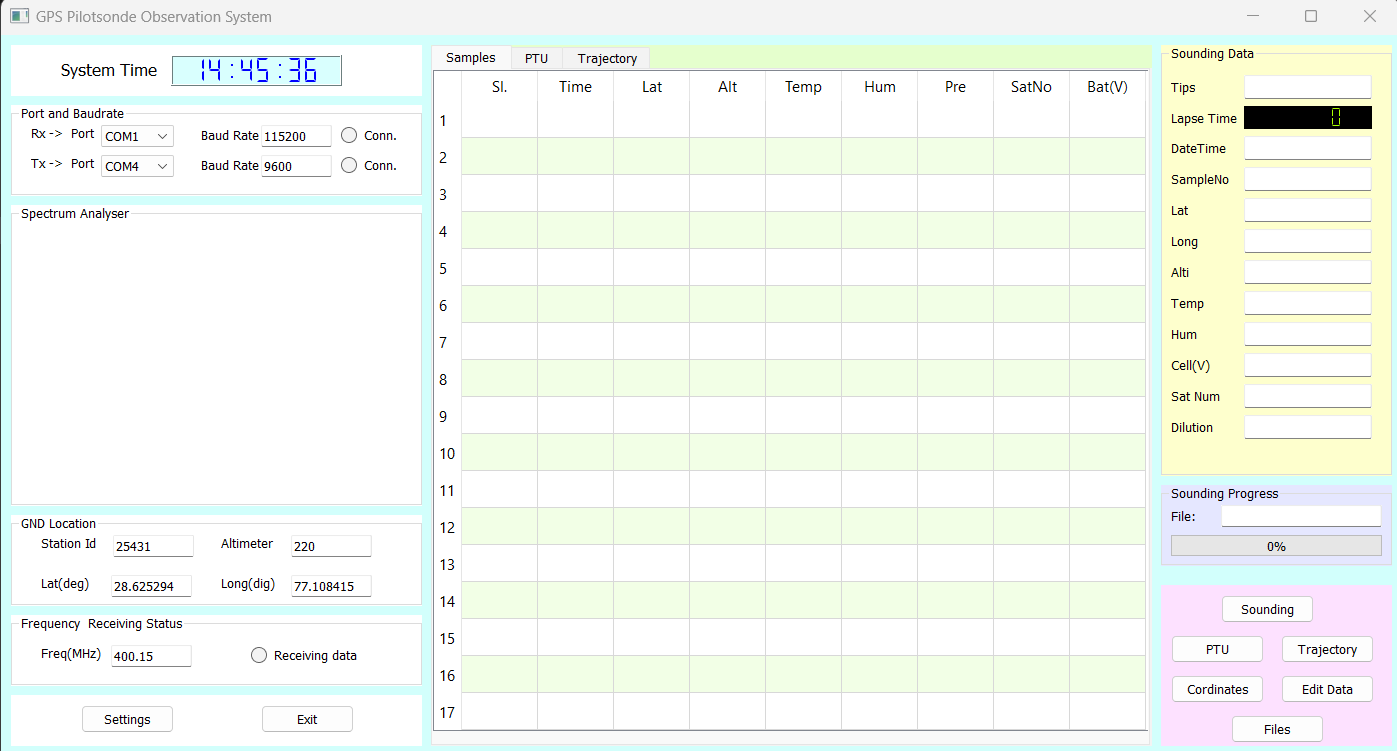 GPS Pilotsonde Observation System
System Time 14:45:36
Port and Baudrate
Rx -> Port COM1 Baud Rate 115200 Conn.
Tx -> Port COM4 Baud Rate 9600 Conn.
Spectrum Analyser
GND Location
Station Id 25431 Altimeter 220
Lat(deg) 28.625294 Long(dig) 77.108415
Frequency Receiving Status
Freq(MHz) 400.15 Receiving data
Settings Exit
Samples PTU Trajectory
Sl. Time Lat Alt Temp Hum Pre SatNo Bat(V)
1
2
3
4
5
6
7
8
9
10
11
12
13
14
15
16
17
Sounding Data
Tips
Lapse Time 0
DateTime
SampleNo
Lat
Long
Alti
Temp
Hum
Cell(V)
Sat Num
Dilution
Sounding Progress
File:
0%
Sounding
PTU Trajectory
Cordinates Edit Data
Files